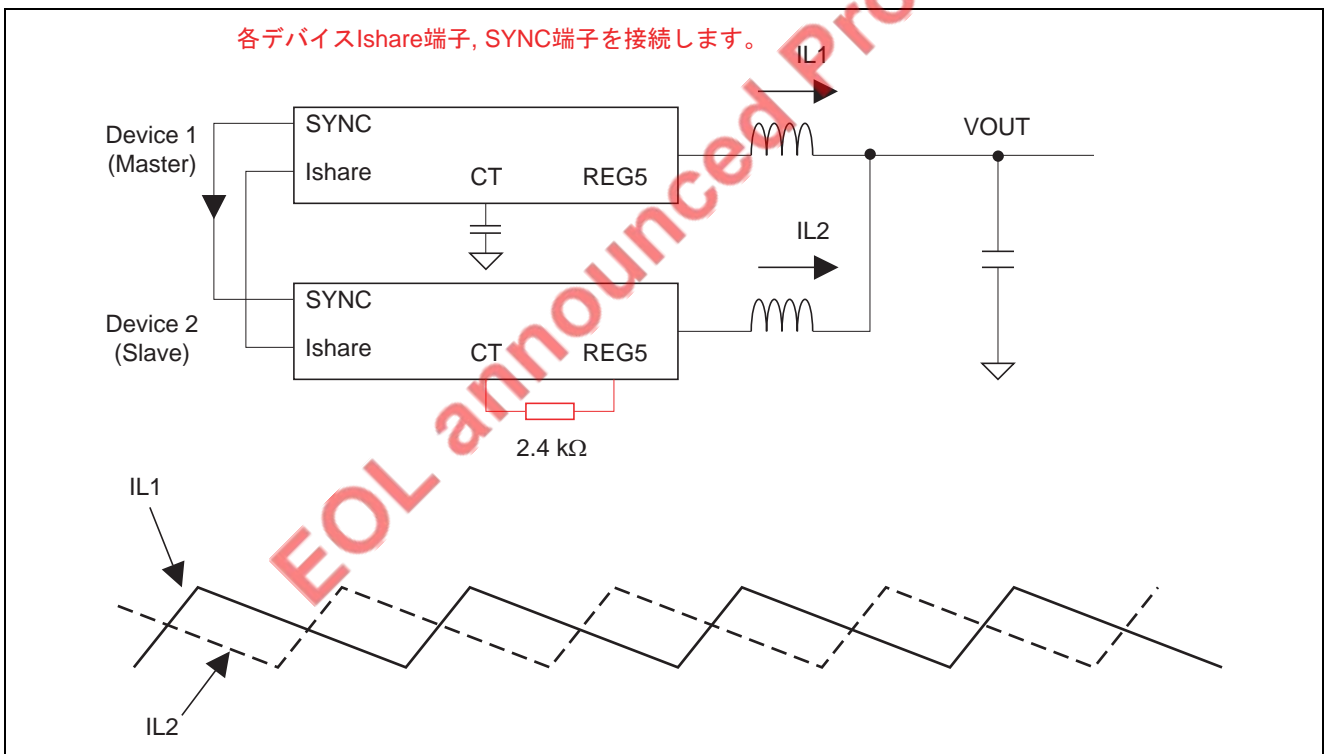 各デバイスIshare端子, SYNC端子を接続します。
IL1
Device 1
(Master)
SYNC
Ishare
CT
REG5
VOUT
IL2
Device 2
(Slave)
SYNC
Ishare
CT
REG5
2.4 kΩ
IL1
IL2
EOL announced Pro